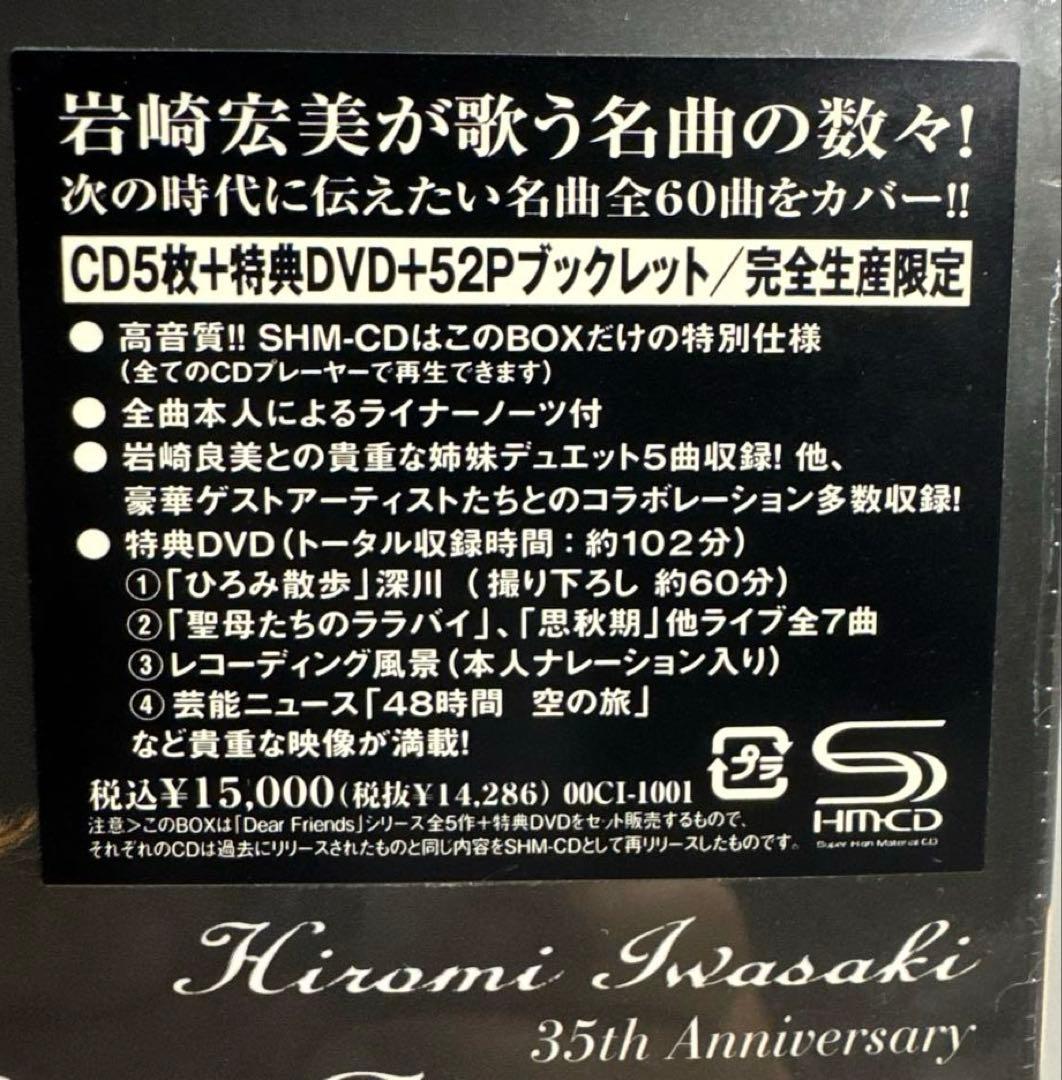 岩崎宏美が歌う名曲の数々!
次の時代に伝えたい名曲全60曲をカバー!!
CD5枚+特典DVD+52Pブックレット/完全生産限定
● 高音質!! SHM-CDはこのBOXだけの特別仕様
(全てのCDプレーヤーで再生できます)
● 全曲本人によるライナーノーツ付
● 岩崎良美との貴重な姉妹デュエット5曲収録! 他、
豪華ゲストアーティストたちとのコラボレーション多数収録!
● 特典DVD(トータル収録時間:約102分)
①「ひろみ散歩」深川 (撮り下ろし 約60分)
②「聖母たちのララバイ」、「思秋期」他ライブ全7曲
③レコーディング風景(本人ナレーション入り)
④芸能ニュース「48時間 空の旅」
など貴重な映像が満載!
プラ
税込¥15,000(税抜¥14,286) 00CI-1001
注意>このBOXは「Dear Friends」シリーズ全5作+特典DVDをセット販売するもので、
それぞれのCDは過去にリリースされたものと同じ内容をSHM-CDとして再リリースしたものです。
SHM-CD
Super High Material CD
Hiromi Iwasaki
35th Anniversary